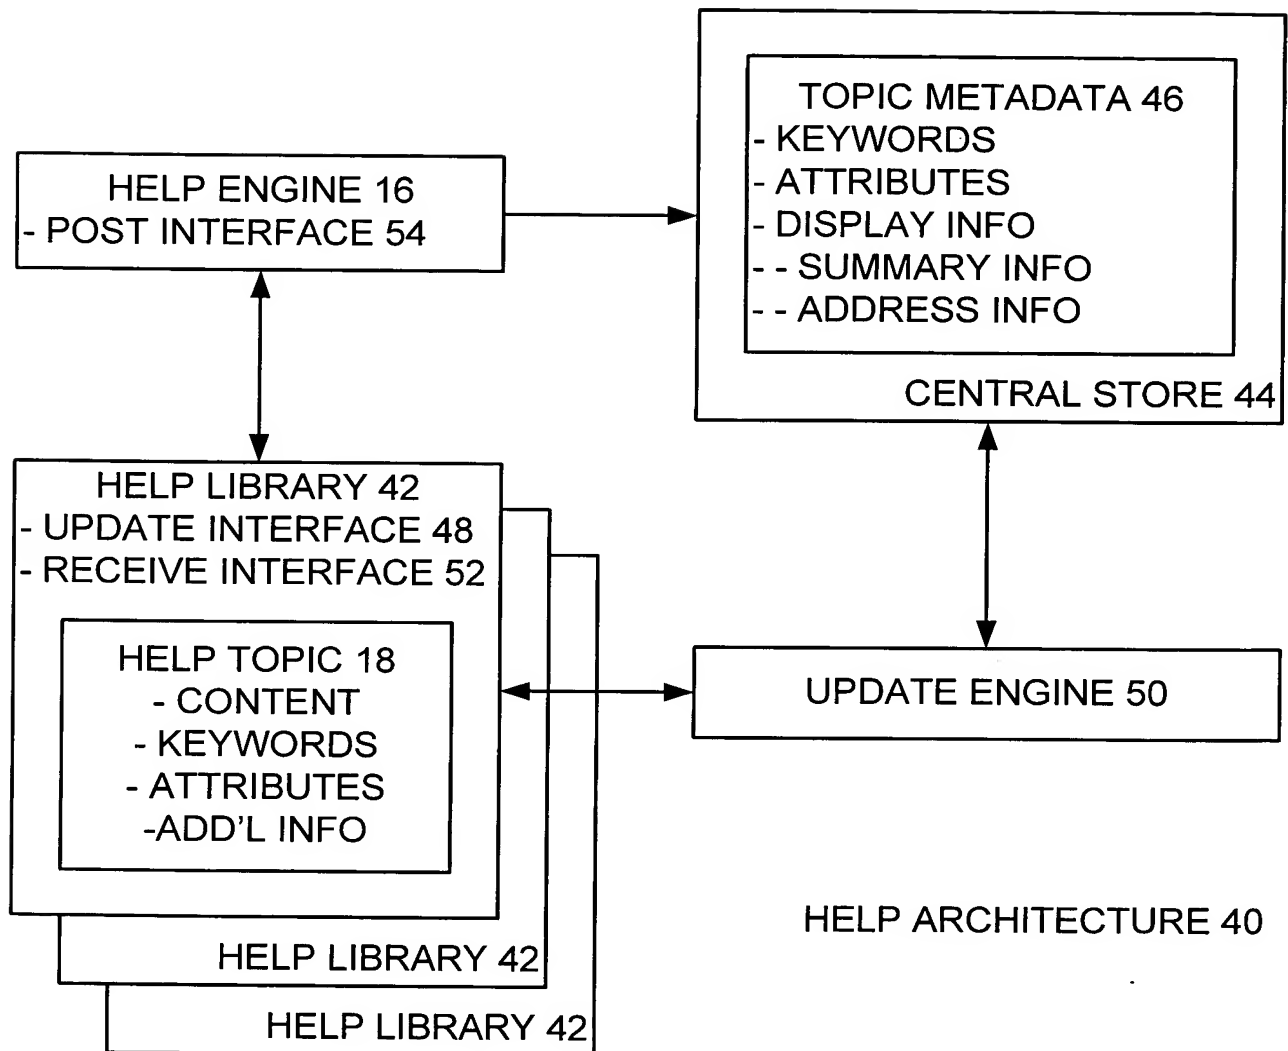 TOPIC METADATA 46
- KEYWORDS
- ATTRIBUTES
- DISPLAY INFO
- - SUMMARY INFO
- - ADDRESS INFO
CENTRAL STORE 44
HELP ENGINE 16
- POST INTERFACE 54
HELP LIBRARY 42
- UPDATE INTERFACE 48
- RECEIVE INTERFACE 52
HELP TOPIC 18
- CONTENT
- KEYWORDS
- ATTRIBUTES
-ADD'L INFO
HELP LIBRARY 42
HELP LIBRARY 42
UPDATE ENGINE 50
HELP ARCHITECTURE 40